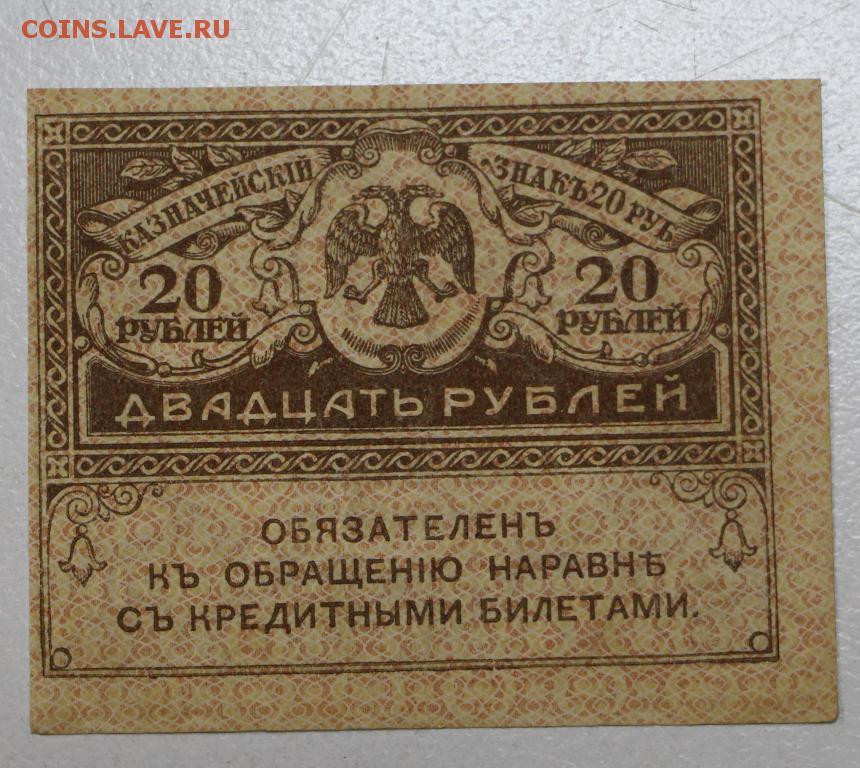 COINS.LAVE.RU
КАЗНАЧЕЙСКІЙ
ЗНАКЪ 20 РУБ
20
РУБЛЕЙ
20
РУБЛЕЙ
ДВАДЦАТЬ РУБЛЕЙ
ОБЯЗАТЕЛЕНЪ
КЪ ОБРАЩЕНІЮ НАРАВНѢ
СЪ КРЕДИТНЫМИ БИЛЕТАМИ.